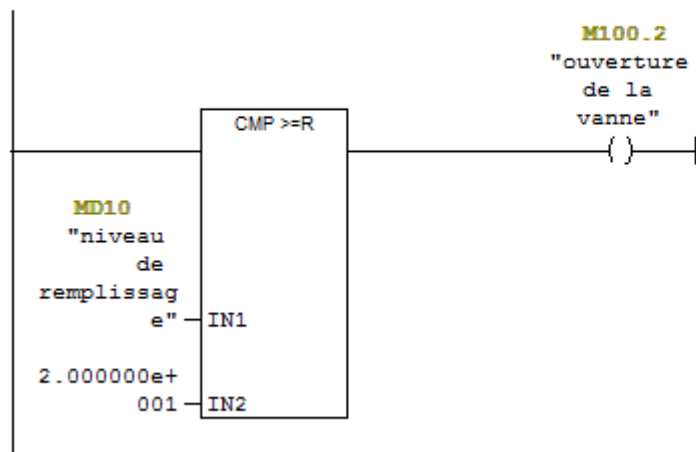 M100.2
"ouverture
de la
vanne"
CMP >=R
( )
MD10
"niveau
de
remplissag
e"
IN1
2.000000e+
001
IN2